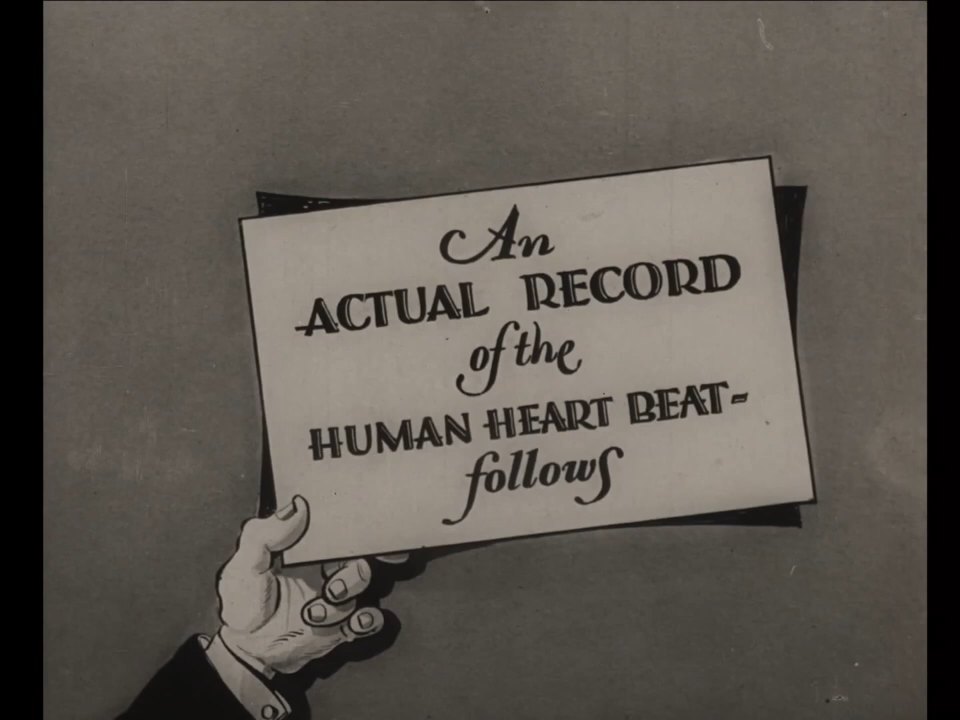 An
ACTUAL RECORD
of the
HUMAN HEART BEAT-
follows